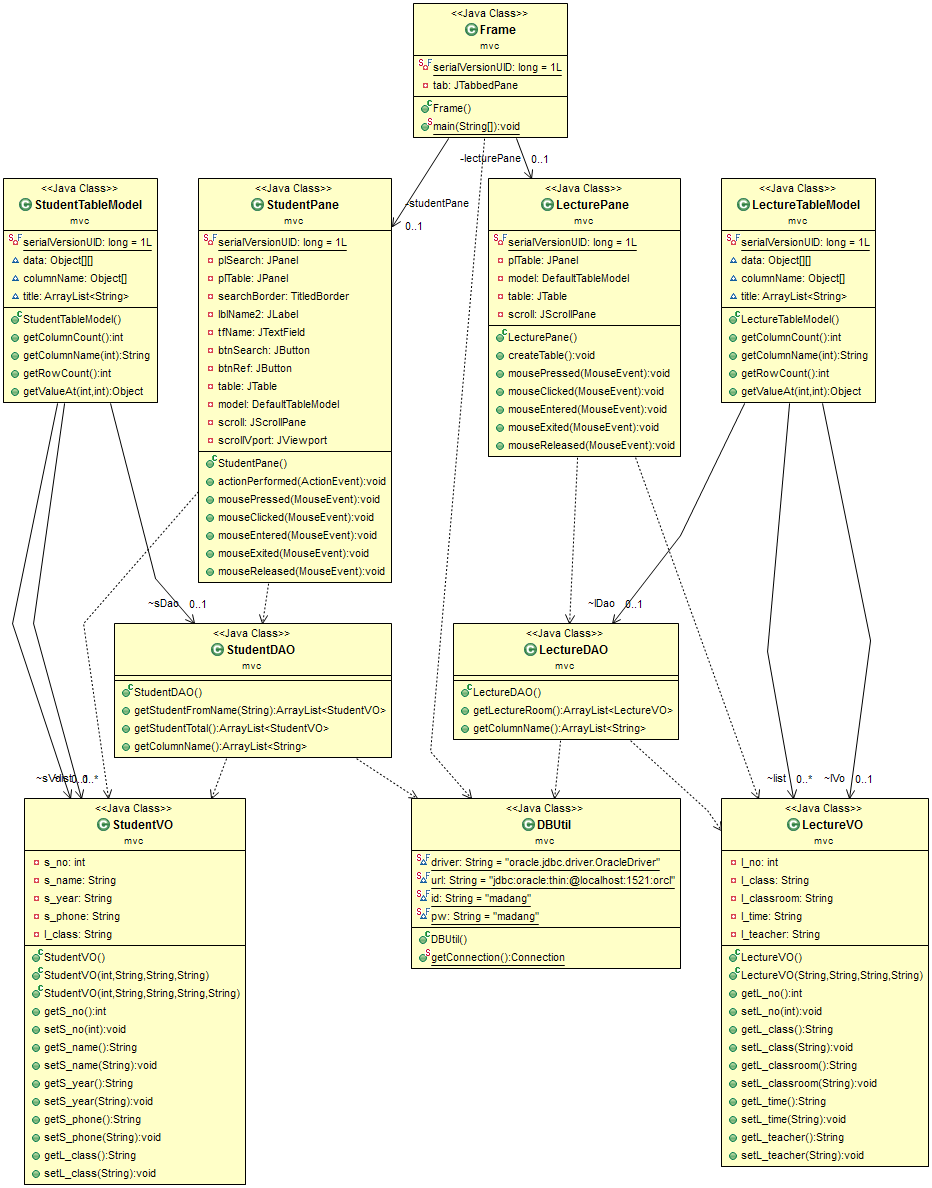 <<Java Class>>
Frame
mvc
serialVersionUID: long = 1L
tab: JTabbedPane
Frame()
main(String[]):void
-lecturePane
0..1
-studentPane
0..1
<<Java Class>>
StudentTableModel
mvc
serialVersionUID: long = 1L
data: Object[][]
columnName: Object[]
title: ArrayList<String>
StudentTableModel()
getColumnCount():int
getColumnName(int):String
getRowCount():int
getValueAt(int,int):Object
<<Java Class>>
StudentPane
mvc
serialVersionUID: long = 1L
plSearch: JPanel
plTable: JPanel
searchBorder: TitledBorder
lblName2: JLabel
tfName: JTextField
btnSearch: JButton
btnRef: JButton
table: JTable
model: DefaultTableModel
scroll: JScrollPane
scrollVport: JViewport
StudentPane()
actionPerformed(ActionEvent):void
mousePressed(MouseEvent):void
mouseClicked(MouseEvent):void
mouseEntered(MouseEvent):void
mouseExited(MouseEvent):void
mouseReleased(MouseEvent):void
<<Java Class>>
LecturePane
mvc
serialVersionUID: long = 1L
plTable: JPanel
model: DefaultTableModel
table: JTable
scroll: JScrollPane
LecturePane()
createTable():void
mousePressed(MouseEvent):void
mouseClicked(MouseEvent):void
mouseEntered(MouseEvent):void
mouseExited(MouseEvent):void
mouseReleased(MouseEvent):void
<<Java Class>>
LectureTableModel
mvc
serialVersionUID: long = 1L
data: Object[][]
columnName: Object[]
title: ArrayList<String>
LectureTableModel()
getColumnCount():int
getColumnName(int):String
getRowCount():int
getValueAt(int,int):Object
~sDao 0..1
~lDao 0..1
<<Java Class>>
StudentDAO
mvc
StudentDAO()
getStudentFromName(String):ArrayList<StudentVO>
getStudentTotal():ArrayList<StudentVO>
getColumnName():ArrayList<String>
<<Java Class>>
LectureDAO
mvc
LectureDAO()
getLectureRoom():ArrayList<LectureVO>
getColumnName():ArrayList<String>
~list 0..* ~lVo 0..1
<<Java Class>>
StudentVO
mvc
s_no: int
s_name: String
s_year: String
s_phone: String
l_class: String
StudentVO()
StudentVO(int,String,String,String)
StudentVO(int,String,String,String,String)
getS_no():int
setS_no(int):void
getS_name():String
setS_name(String):void
getS_year():String
setS_year(String):void
getS_phone():String
setS_phone(String):void
getL_class():String
setL_class(String):void
<<Java Class>>
DBUtil
mvc
driver: String = "oracle.jdbc.driver.OracleDriver"
url: String = "jdbc:oracle:thin:@localhost:1521:orcl"
id: String = "madang"
pw: String = "madang"
DBUtil()
getConnection():Connection
<<Java Class>>
LectureVO
mvc
l_no: int
l_class: String
l_classroom: String
l_time: String
l_teacher: String
LectureVO()
LectureVO(String,String,String,String)
getL_no():int
setL_no(int):void
getL_class():String
setL_class(String):void
getL_classroom():String
setL_classroom(String):void
getL_time():String
setL_time(String):void
getL_teacher():String
setL_teacher(String):void